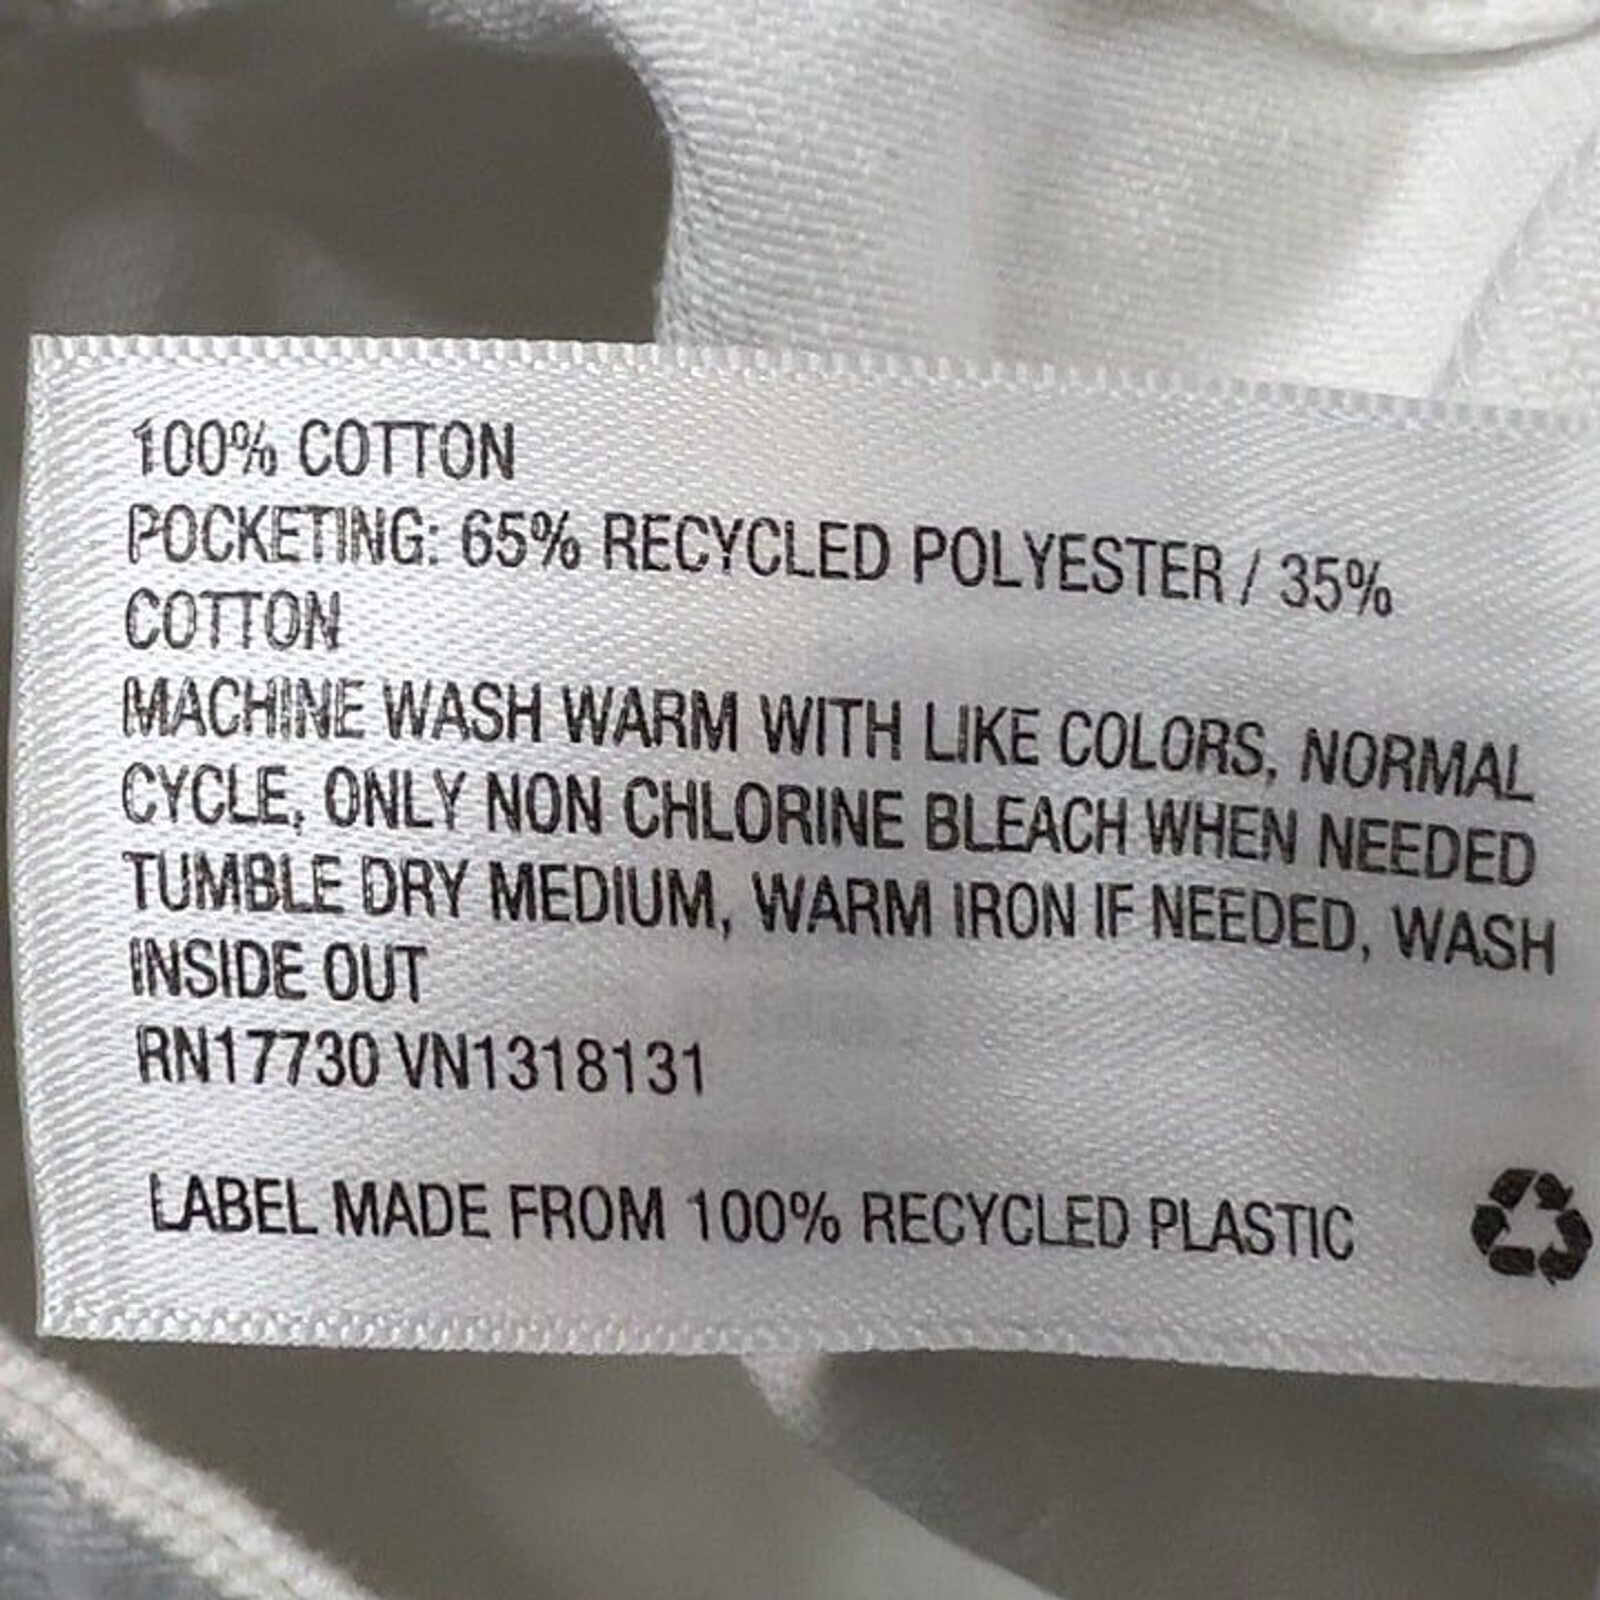 100% COTTON
POCKETING: 65% RECYCLED POLYESTER / 35%
COTTON
MACHINE WASH WARM WITH LIKE COLORS, NORMAL
CYCLE, ONLY NON CHLORINE BLEACH WHEN NEEDED
TUMBLE DRY MEDIUM, WARM IRON IF NEEDED, WASH
INSIDE OUT
RN17730 VN1318131
LABEL MADE FROM 100% RECYCLED PLASTIC